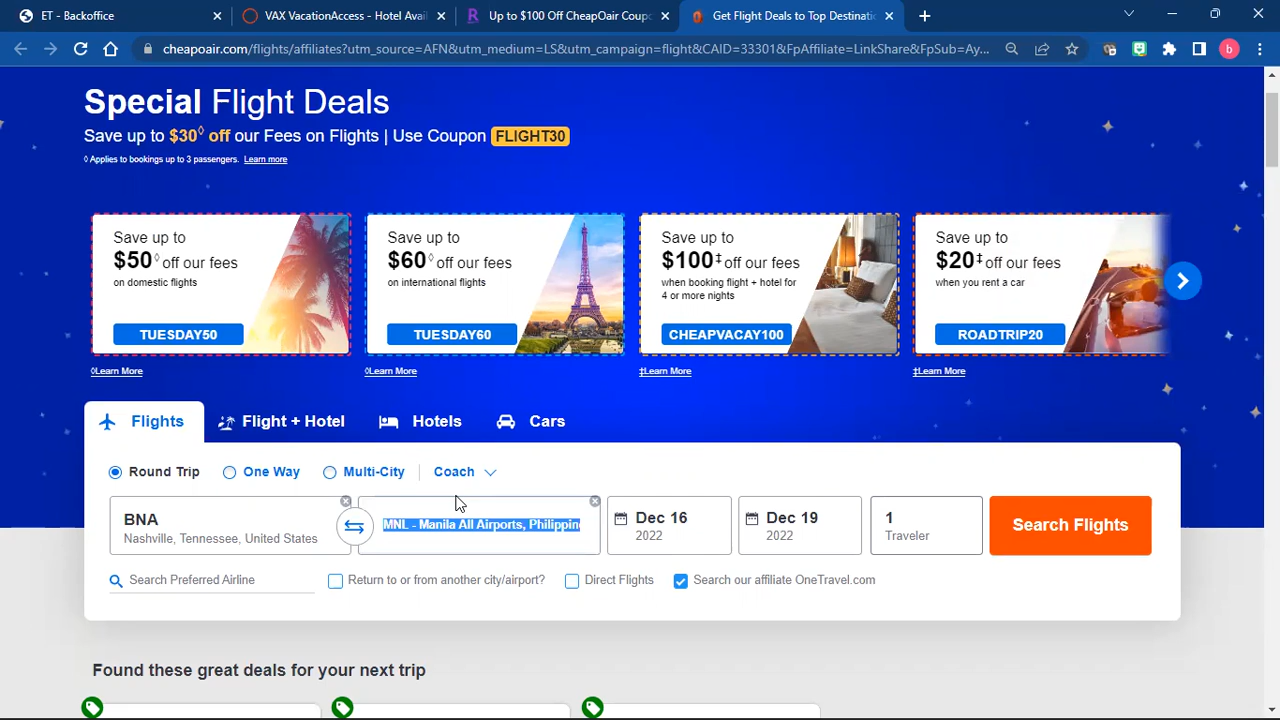 ET - Backoffice
VAX VacationAccess - Hotel Avai
Up to $100 Off CheapOair Coupo
Get Flight Deals to Top Destinatio
cheapoair.com/flights/affiliates?utm_source=AFN&utm_medium=LS&utm_campaign=flight&CAID=33301&FpAffiliate=LinkShare&FpSub=Ay...
b
Special Flight Deals
Save up to $30◊ off our Fees on Flights | Use Coupon FLIGHT30
◊ Applies to bookings up to 3 passengers. Learn more
Save up to
$50◊ off our fees
on domestic flights
TUESDAY50
◊Learn More
Save up to
$60◊ off our fees
on international flights
TUESDAY60
◊Learn More
Save up to
$100‡ off our fees
when booking flight + hotel for
4 or more nights
CHEAPVACAY100
‡Learn More
Save up to
$20‡ off our fees
when you rent a car
ROADTRIP20
‡Learn More
Flights
Flight + Hotel
Hotels
Cars
Round Trip
One Way
Multi-City
Coach
BNA
Nashville, Tennessee, United States
MNL - Manila All Airports, Philippin
Dec 16
2022
Dec 19
2022
1
Traveler
Search Flights
Search Preferred Airline
Return to or from another city/airport?
Direct Flights
Search our affiliate OneTravel.com
Found these great deals for your next trip